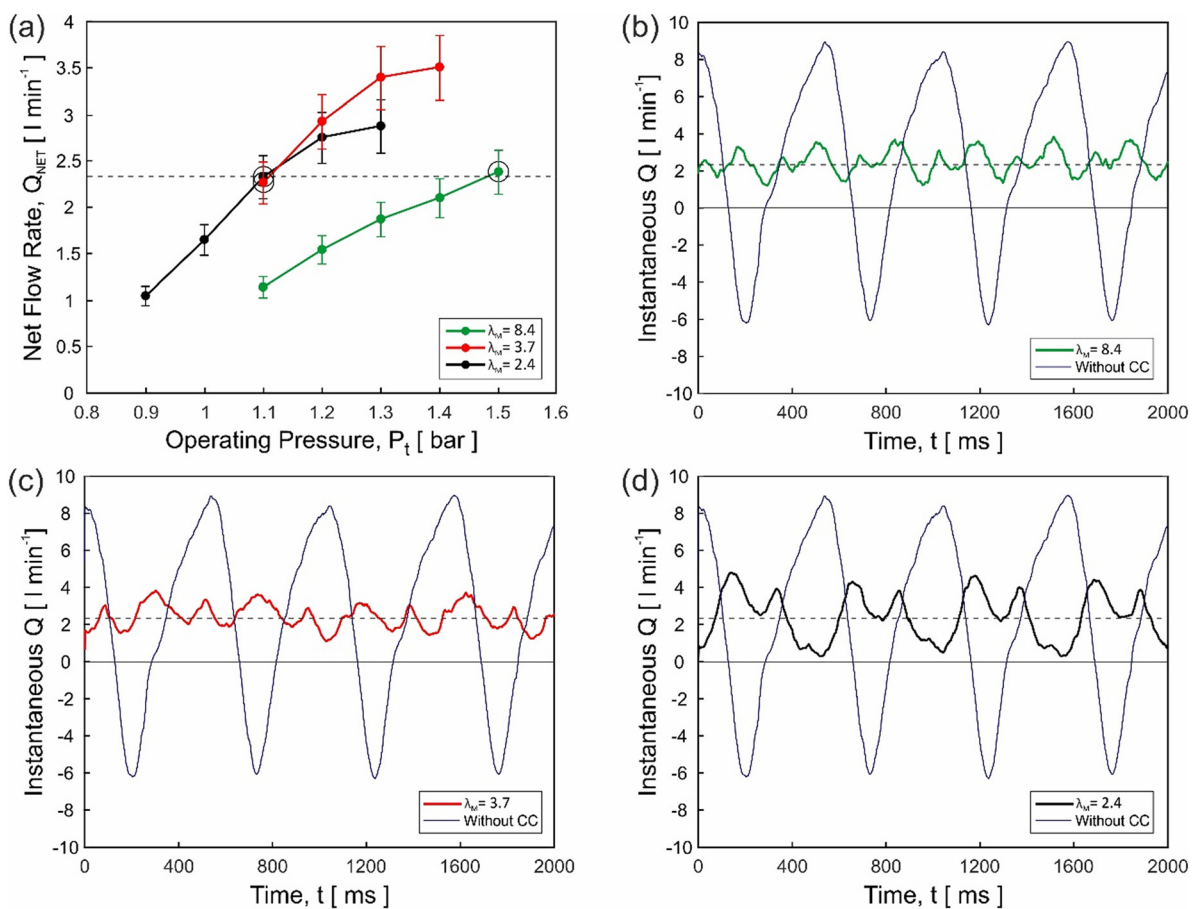 (a)
Net Flow Rate, Q_NET [ l min⁻¹ ]
4
3.5
3
2.5
2
1.5
1
0.5
0
0.8 0.9 1 1.1 1.2 1.3 1.4 1.5 1.6
Operating Pressure, P_t [ bar ]
λ_M = 8.4
λ_M = 3.7
λ_M = 2.4
(b)
Instantaneous Q [ l min⁻¹ ]
10
8
6
4
2
0
-2
-4
-6
-8
-10
0 400 800 1200 1600 2000
Time, t [ ms ]
λ_M = 8.4
Without CC
(c)
Instantaneous Q [ l min⁻¹ ]
10
8
6
4
2
0
-2
-4
-6
-8
-10
0 400 800 1200 1600 2000
Time, t [ ms ]
λ_M = 3.7
Without CC
(d)
Instantaneous Q [ l min⁻¹ ]
10
8
6
4
2
0
-2
-4
-6
-8
-10
0 400 800 1200 1600 2000
Time, t [ ms ]
λ_M = 2.4
Without CC